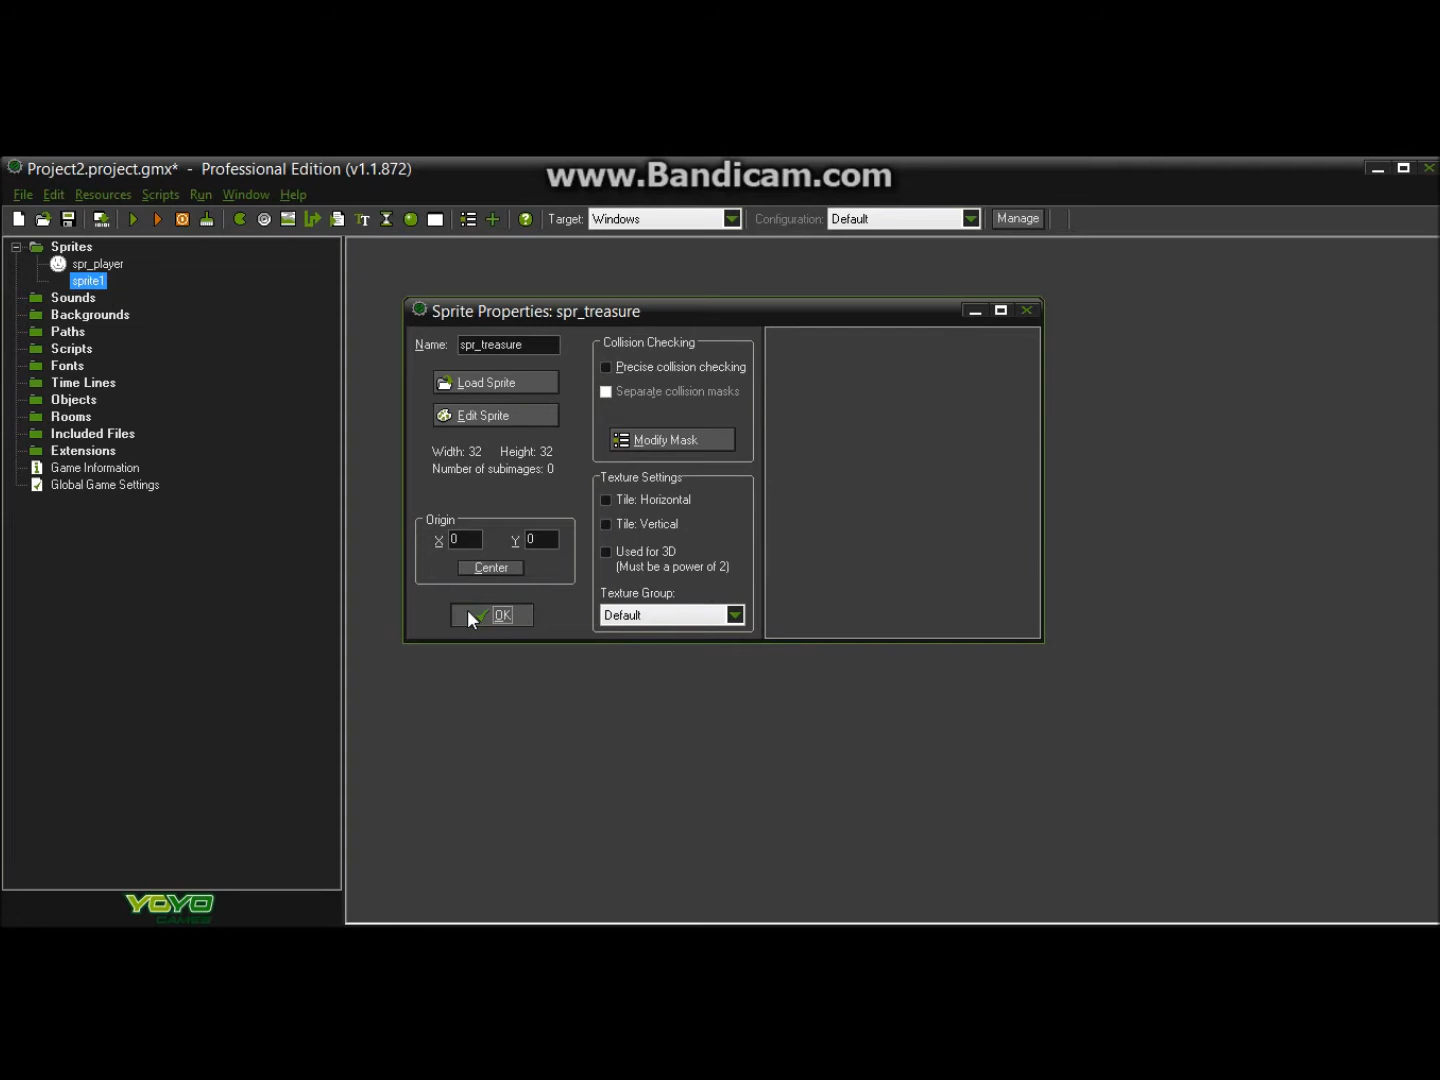 Project2.project.gmx* - Professional Edition (v1.1.872)
www.Bandicam.com
File Edit Resources Scripts Run Window Help
Target: Windows Configuration: Default Manage
Sprites
spr_player
sprite1
Sounds
Backgrounds
Paths
Scripts
Fonts
Time Lines
Objects
Rooms
Included Files
Extensions
Game Information
Global Game Settings
YOYO
GAMES
Sprite Properties: spr_treasure
Name: spr_treasure
Load Sprite
Edit Sprite
Width: 32 Height: 32
Number of subimages: 0
Origin
X 0 Y 0
Center
OK
Collision Checking
Precise collision checking
Separate collision masks
Modify Mask
Texture Settings
Tile: Horizontal
Tile: Vertical
Used for 3D
(Must be a power of 2)
Texture Group:
Default